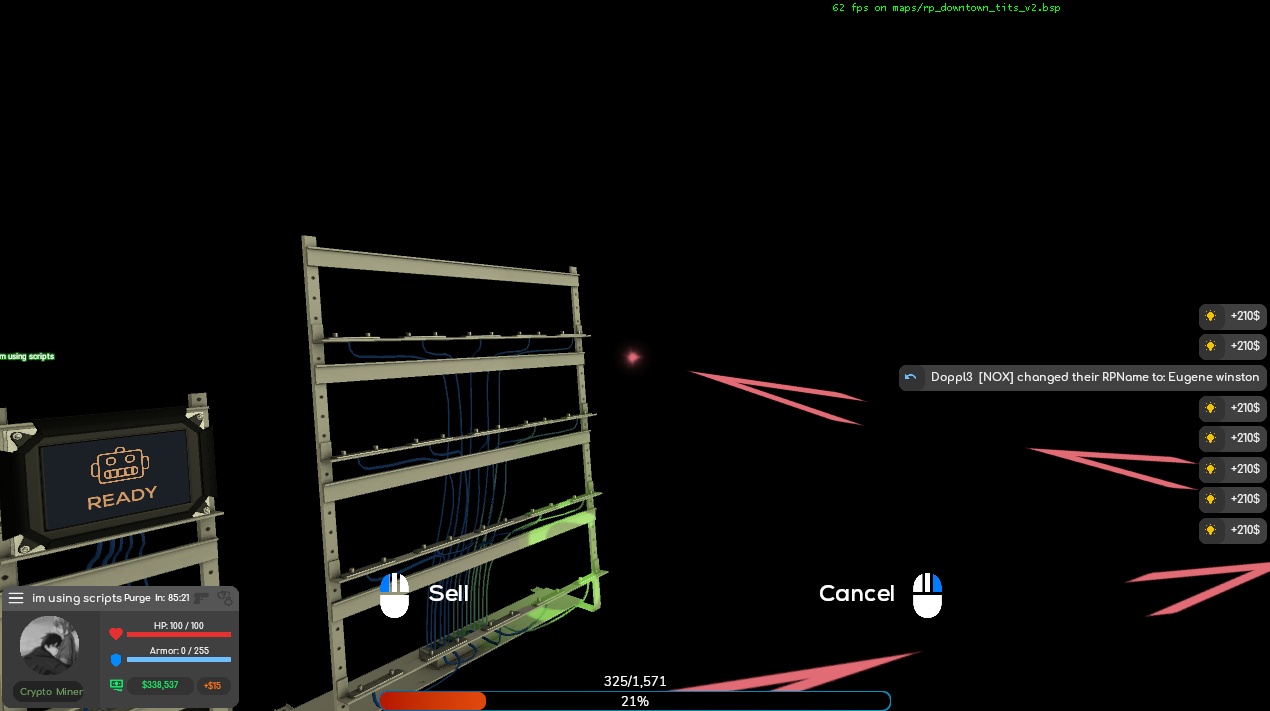 62 fps on maps/rp_downtown_tits_v2.bsp
+210$
+210$
Doppl3 [NOX] changed their RPName to: Eugene winston
+210$
+210$
+210$
+210$
+210$
m using scripts
READY
Sell
Cancel
im using scripts Purge In: 85:21
HP: 100 / 100
Armor: 0 / 255
Crypto Miner
$338,537
+$15
325/1,571
21%